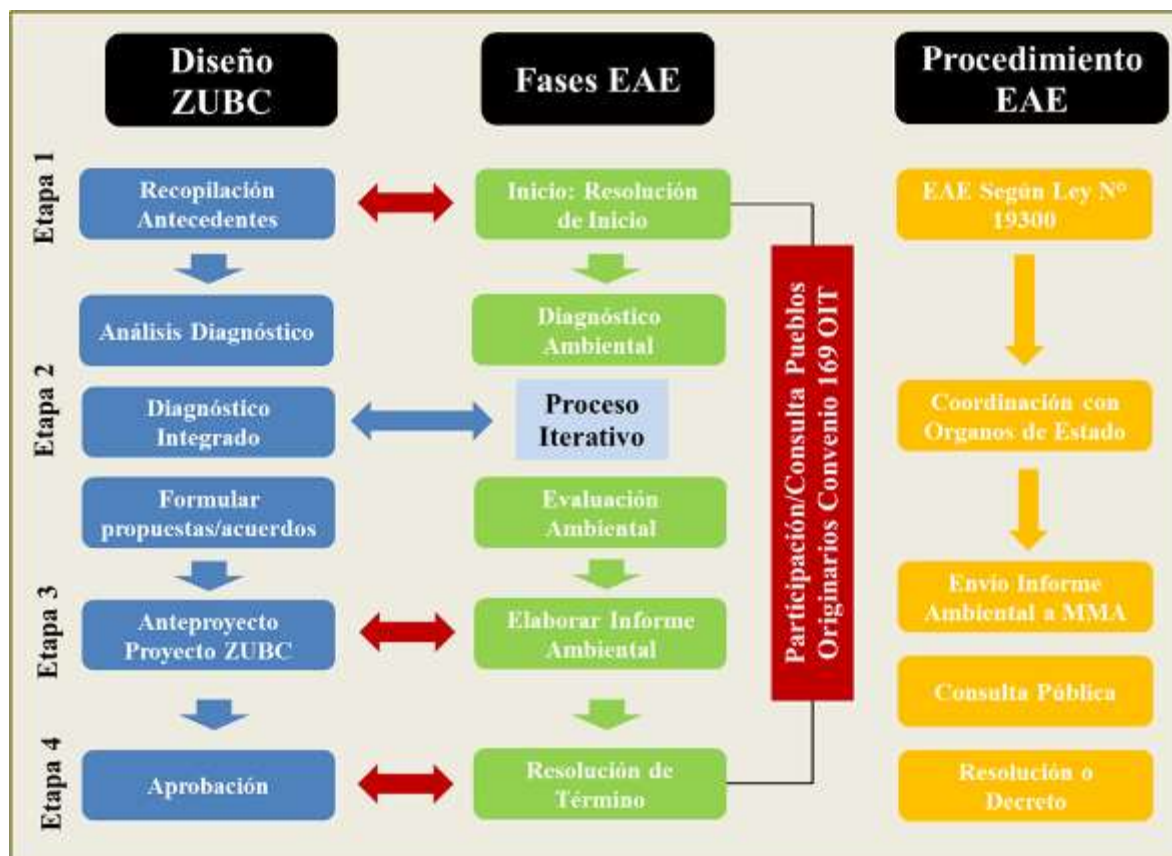 Diseño
ZUBC
Fases EAE
Procedimiento
EAE
Etapa 1
Recopilación
Antecedentes
Inicio: Resolución
de Inicio
EAE Según Ley N°
19300
Análisis Diagnóstico
Diagnóstico
Ambiental
Etapa 2
Diagnóstico
Integrado
Proceso
Iterativo
Coordinación con
Organos de Estado
Formular
propuestas/acuerdos
Evaluación
Ambiental
Participación/Consulta Pueblos
Originarios Convenio 169 OIT
Etapa 3
Anteproyecto
Proyecto ZUBC
Elaborar Informe
Ambiental
Envío Informe
Ambiental a MMA
Consulta Pública
Etapa 4
Aprobación
Resolución de
Término
Resolución o
Decreto